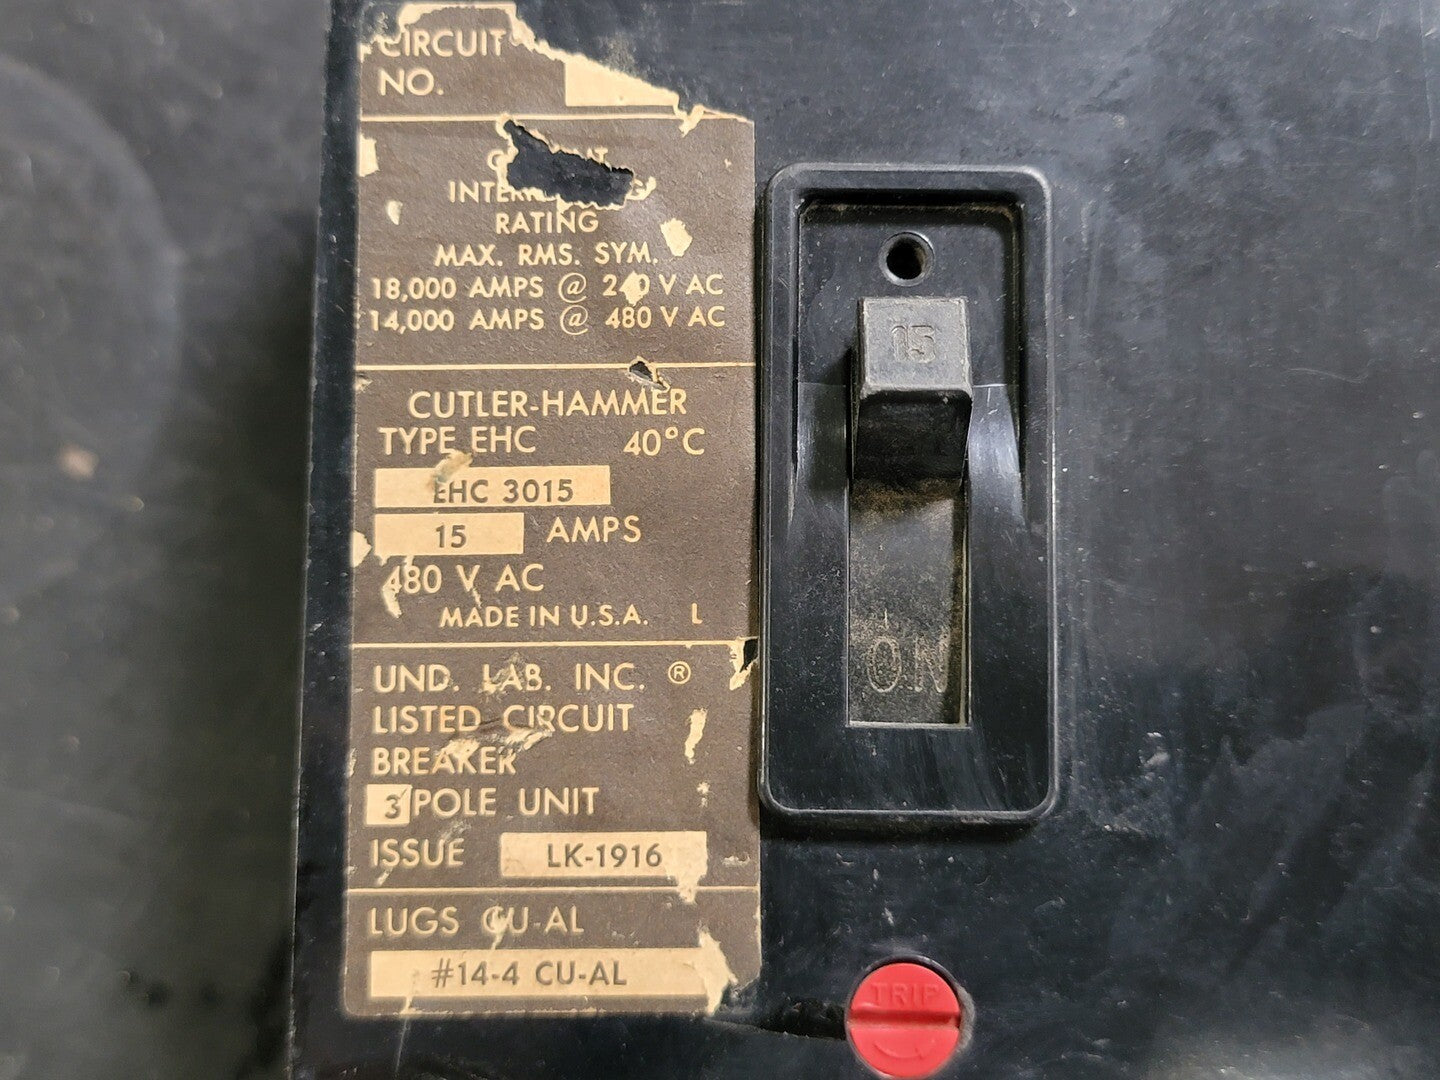 CIRCUIT
NO.
RATING
MAX. RMS. SYM.
18,000 AMPS @ 240 V AC
14,000 AMPS @ 480 V AC
CUTLER-HAMMER
TYPE EHC 40°C
EHC 3015
15 AMPS
480 V AC
MADE IN U.S.A. L
UND. LAB. INC. ®
LISTED CIRCUIT
BREAKER
3 POLE UNIT
ISSUE LK-1916
LUGS CU-AL
#14-4 CU-AL
15
ON
TRIP